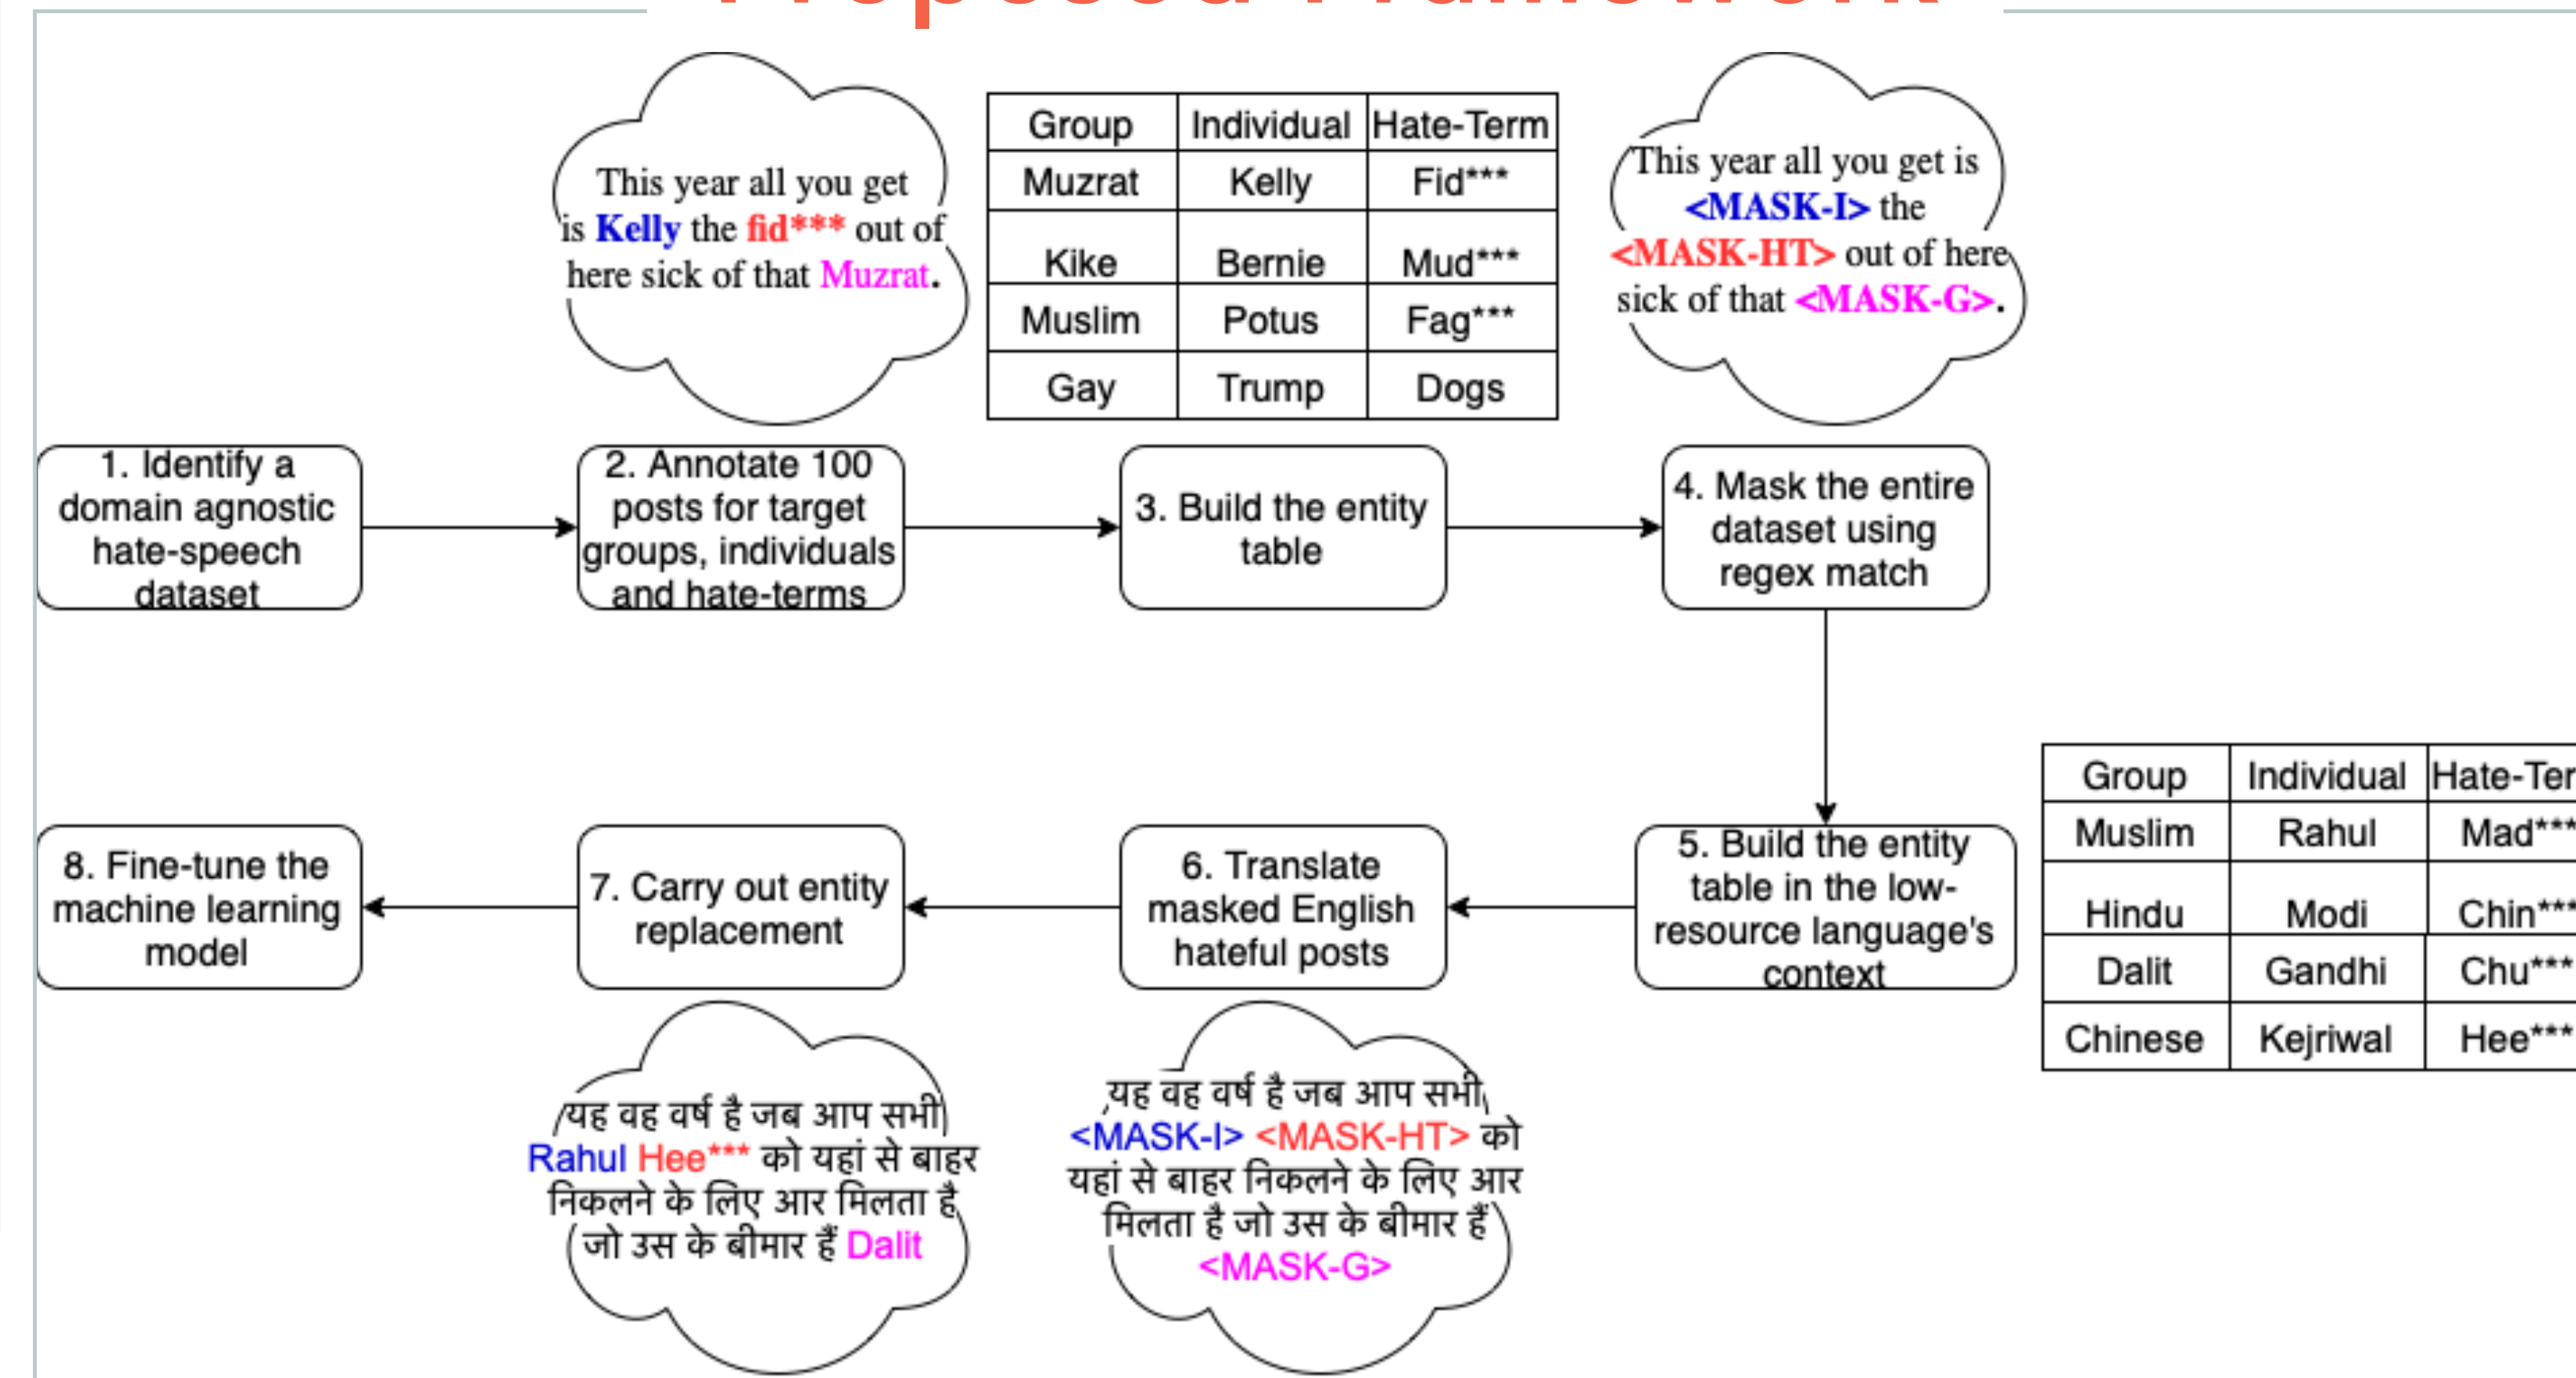 Proposed Framework
This year all you get
is Kelly the fid*** out of
here sick of that Muzrat.
Group Individual Hate-Term
Muzrat Kelly Fid***
Kike Bernie Mud***
Muslim Potus Fag***
Gay Trump Dogs
This year all you get is
<MASK-I> the
<MASK-HT> out of here
sick of that <MASK-G>.
1. Identify a
domain agnostic
hate-speech
dataset
2. Annotate 100
posts for target
groups, individuals
and hate-terms
3. Build the entity
table
4. Mask the entire
dataset using
regex match
5. Build the entity
table in the low-
resource language's
context
Group Individual Hate-Ter
Muslim Rahul Mad***
Hindu Modi Chin***
Dalit Gandhi Chu***
Chinese Kejriwal Hee***
6. Translate
masked English
hateful posts
7. Carry out entity
replacement
8. Fine-tune the
machine learning
model
यह वह वर्ष है जब आप सभी
<MASK-I> <MASK-HT> को
यहां से बाहर निकलने के लिए आर
मिलता है जो उस के बीमार हैं
<MASK-G>
यह वह वर्ष है जब आप सभी
Rahul Hee*** को यहां से बाहर
निकलने के लिए आर मिलता है
जो उस के बीमार हैं Dalit